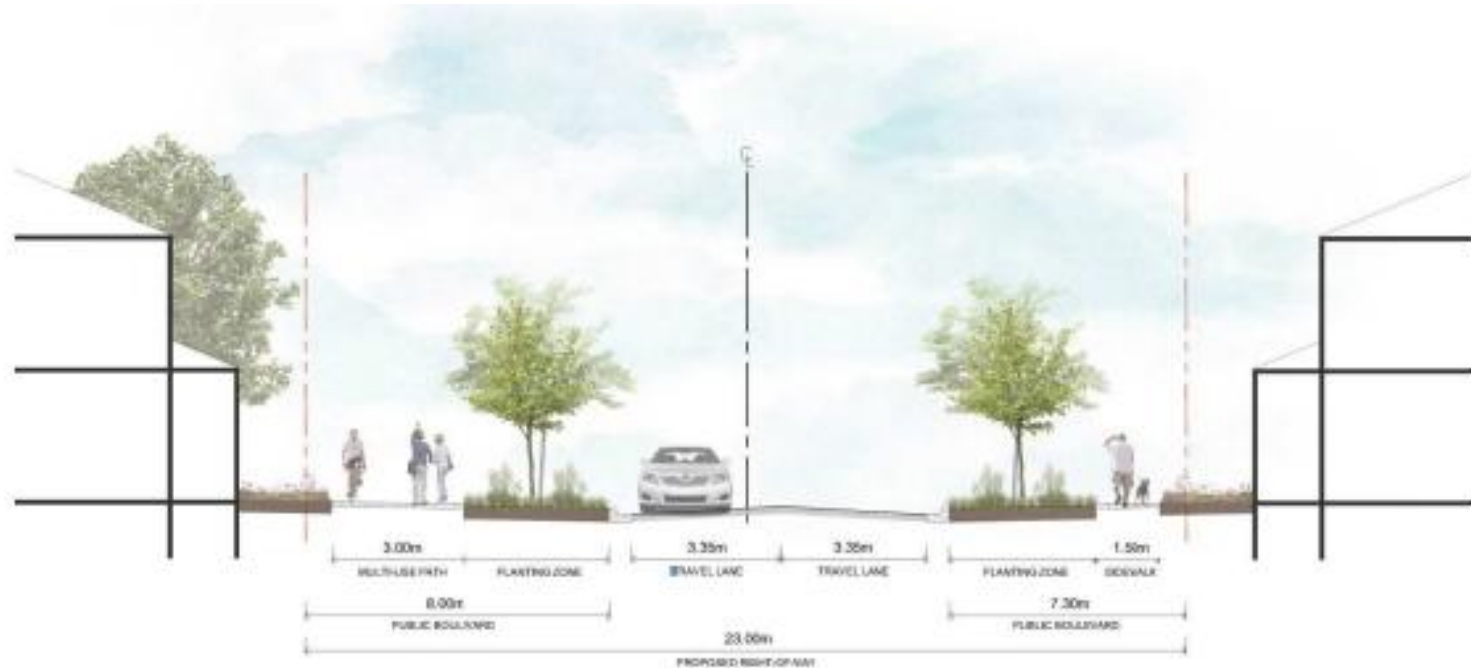 ℄
3.00m 3.35m 3.35m 1.50m
MULTI-USE PATH PLANTING ZONE TRAVEL LANE TRAVEL LANE PLANTING ZONE SIDEWALK
8.00m 7.30m
PUBLIC BOULEVARD PUBLIC BOULEVARD
23.00m
PROPOSED RIGHT-OF-WAY